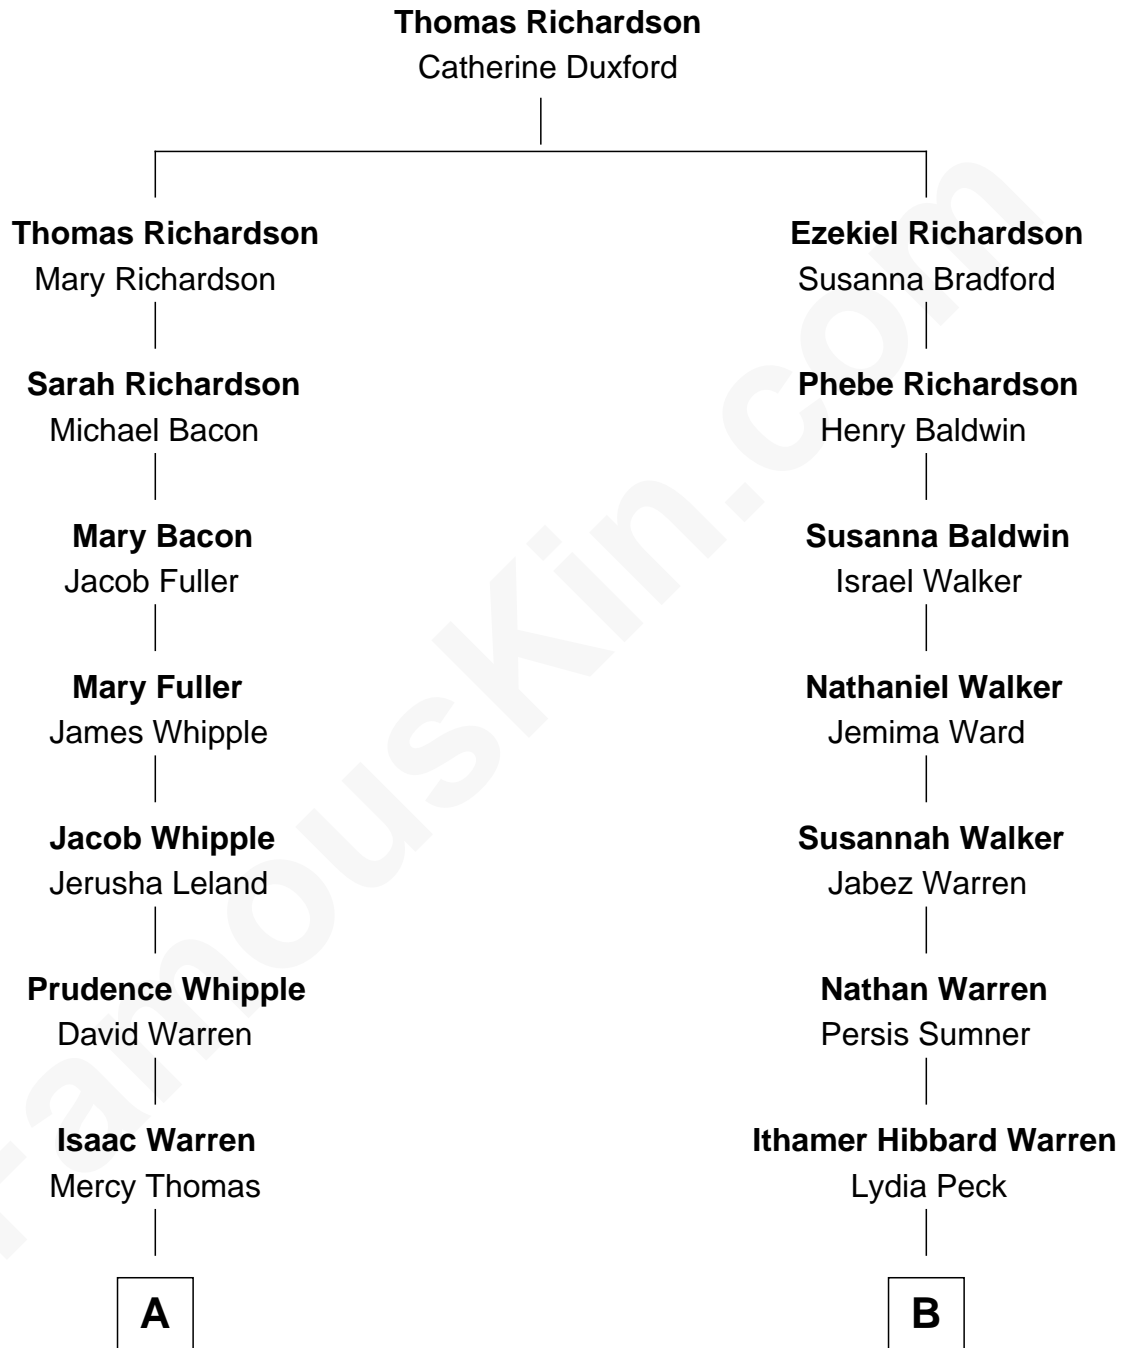 Thomas Richardson
Catherine Duxford
Thomas Richardson
Mary Richardson
Ezekiel Richardson
Susanna Bradford
Sarah Richardson
Michael Bacon
Phebe Richardson
Henry Baldwin
Mary Bacon
Jacob Fuller
Susanna Baldwin
Israel Walker
Mary Fuller
James Whipple
Nathaniel Walker
Jemima Ward
Jacob Whipple
Jerusha Leland
Susannah Walker
Jabez Warren
Prudence Whipple
David Warren
Nathan Warren
Persis Sumner
Isaac Warren
Mercy Thomas
Ithamer Hibbard Warren
Lydia Peck
A
B
FamousKin.com